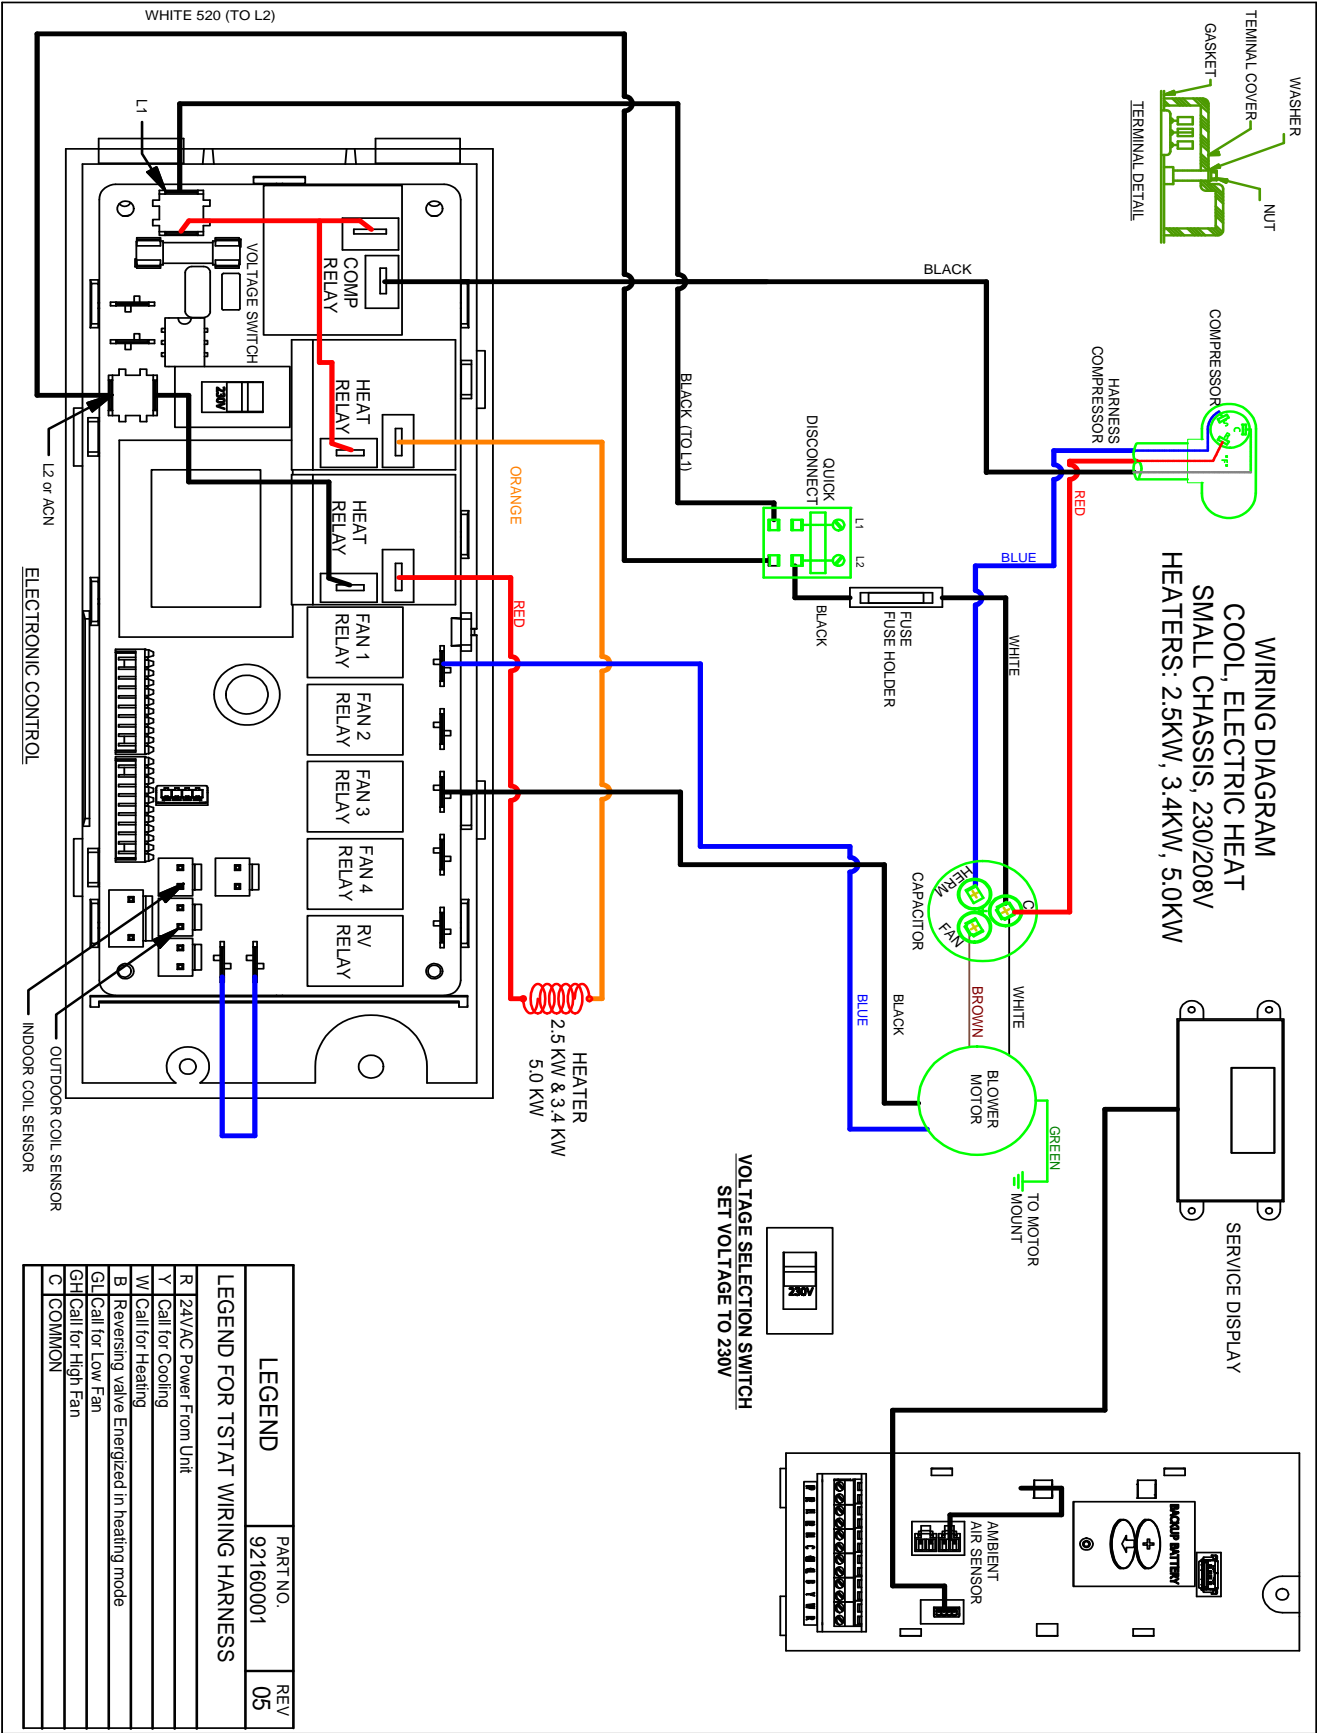 WIRING DIAGRAM
COOL, ELECTRIC HEAT
SMALL CHASSIS, 230/208V
HEATERS: 2.5KW, 3.4KW, 5.0KW
WHITE 520 (TO L2)
TEMINAL COVER
GASKET
WASHER
NUT
TERMINAL DETAIL
COMPRESSOR
COMPRESSOR
HARNESS
C
BLACK
RED
BLUE
BLACK (TO L1)
QUICK
DISCONNECT
L1
L2
FUSE
FUSE HOLDER
BLACK
WHITE
HERM
C
FAN
CAPACITOR
BROWN
WHITE
BLOWER
MOTOR
BLACK
BLUE
GREEN
TO MOTOR
MOUNT
SERVICE DISPLAY
L1
VOLTAGE SWITCH
COMP
RELAY
230V
HEAT
RELAY
HEAT
RELAY
FAN 1
RELAY
FAN 2
RELAY
FAN 3
RELAY
FAN 4
RELAY
RV
RELAY
L2 or ACN
ELECTRONIC CONTROL
ORANGE
RED
HEATER
2.5 KW & 3.4 KW
5.0 KW
INDOOR COIL SENSOR
OUTDOOR COIL SENSOR
230V
VOLTAGE SELECTION SWITCH
SET VOLTAGE TO 230V
BACKUP BATTERY
+
AMBIENT
AIR SENSOR
LEGEND
PART NO.
92160001
REV
05
LEGEND FOR TSTAT WIRING HARNESS
R 24VAC Power From Unit
Y Call for Cooling
W Call for Heating
B Reversing valve Energized in heating mode
GL Call for Low Fan
GH Call for High Fan
C COMMON